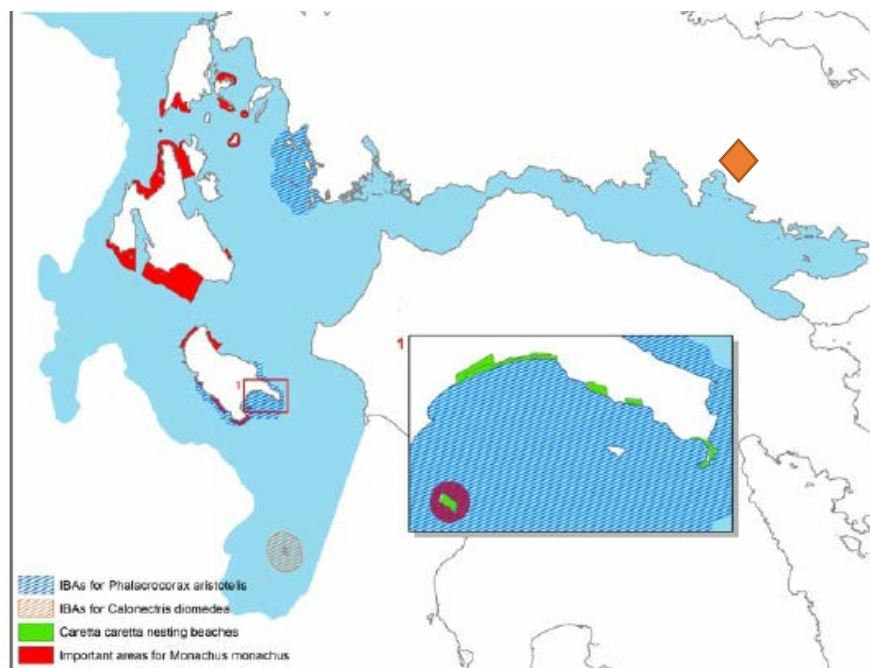 1
1
IBAs for Phalacrocorax aristotelis
IBAs for Calonectris diomedea
Caretta caretta nesting beaches
Important areas for Monachus monachus